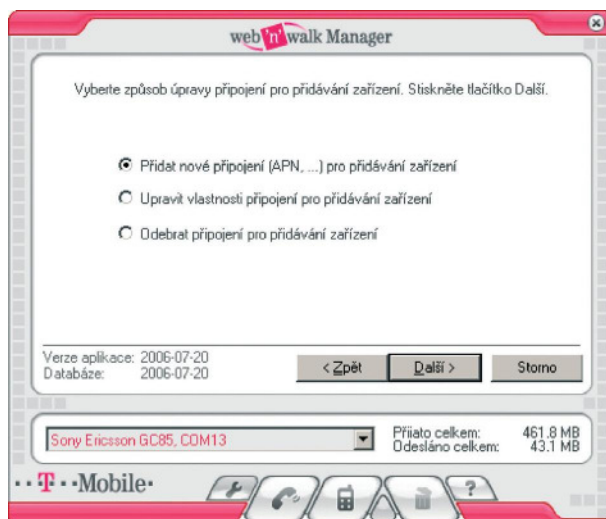 web'n'walk Manager
Vyberte způsob úpravy připojení pro přidávání zařízení. Stiskněte tlačítko Další.
Přidat nové připojení (APN, ...) pro přidávání zařízení
Upravit vlastnosti připojení pro přidávání zařízení
Odebrat připojení pro přidávání zařízení
Verze aplikace: 2006-07-20
Databáze: 2006-07-20
< Zpět Další > Storno
Sony Ericsson GC85, COM13
Přijato celkem: 461.8 MB
Odesláno celkem: 43.1 MB
··T··Mobile·
?